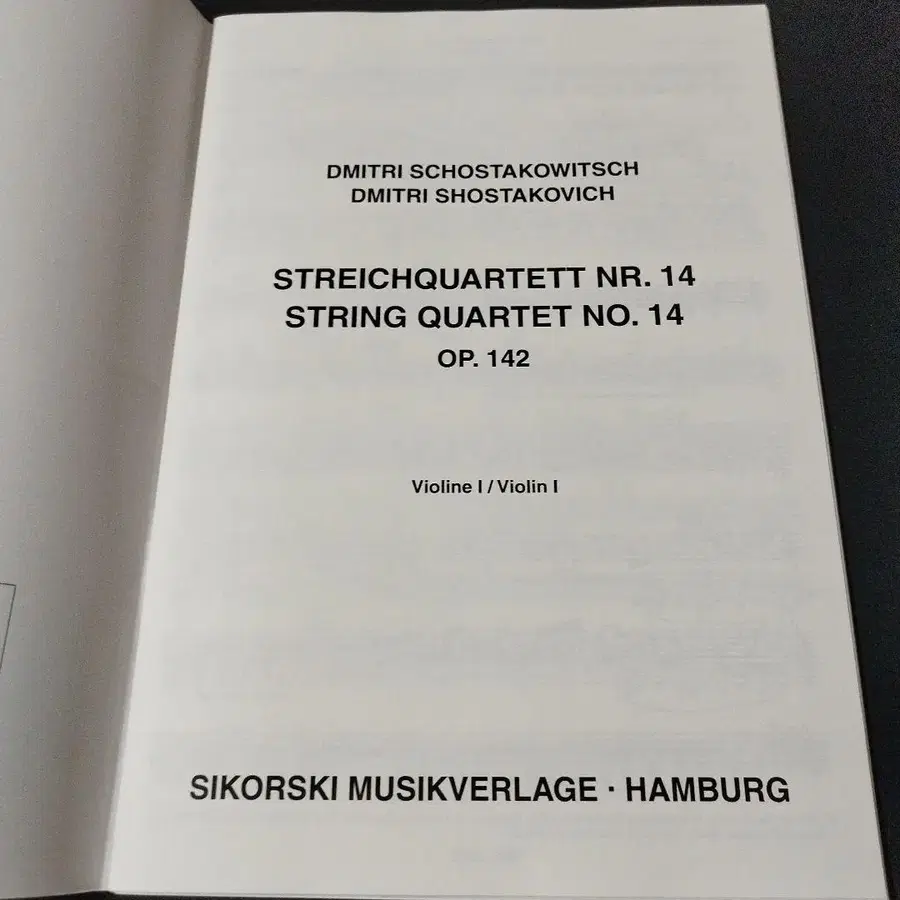 DMITRI SCHOSTAKOWITSCH
DMITRI SHOSTAKOVICH
STREICHQUARTETT NR. 14
STRING QUARTET NO. 14
OP. 142
Violine I / Violin I
SIKORSKI MUSIKVERLAGE · HAMBURG